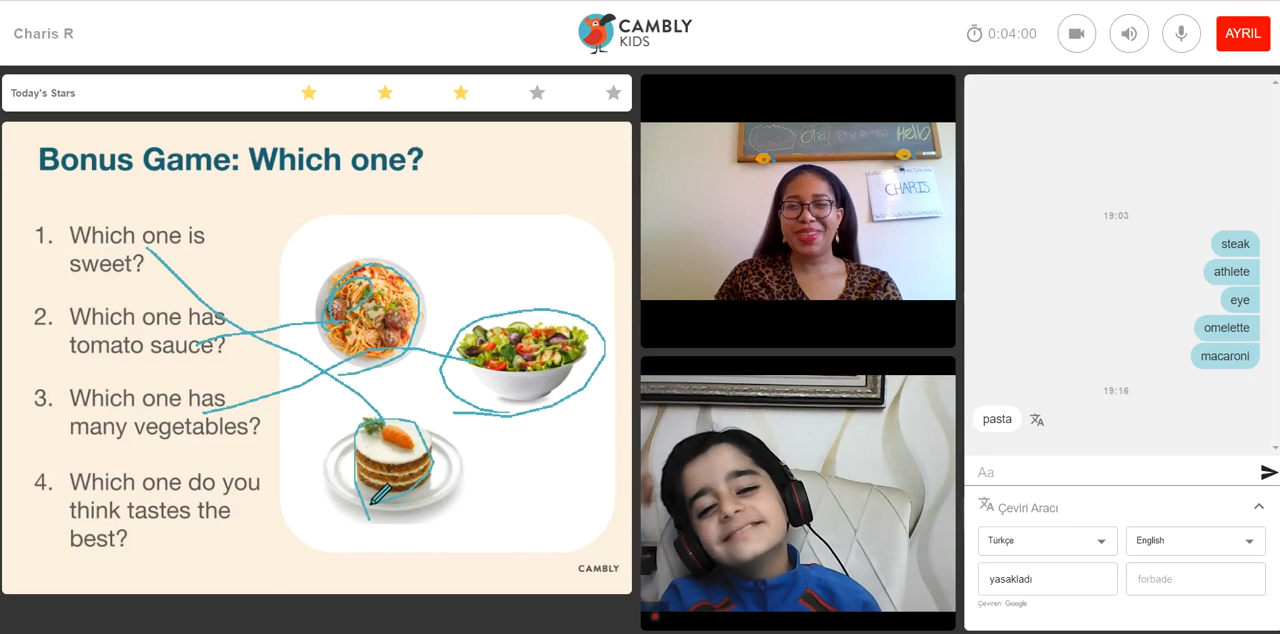 Charis R
CAMBLY
KIDS
0:04:00
AYRIL
Today's Stars
Bonus Game: Which one?
1. Which one is
sweet?
2. Which one has
tomato sauce?
3. Which one has
many vegetables?
4. Which one do you
think tastes the
best?
CAMBLY
Hello
CHARIS
19:03
steak
athlete
eye
omelette
macaroni
19:16
pasta
Aa
Çeviri Aracı
Türkçe
English
yasakladı
forbade
Çeviren: Google